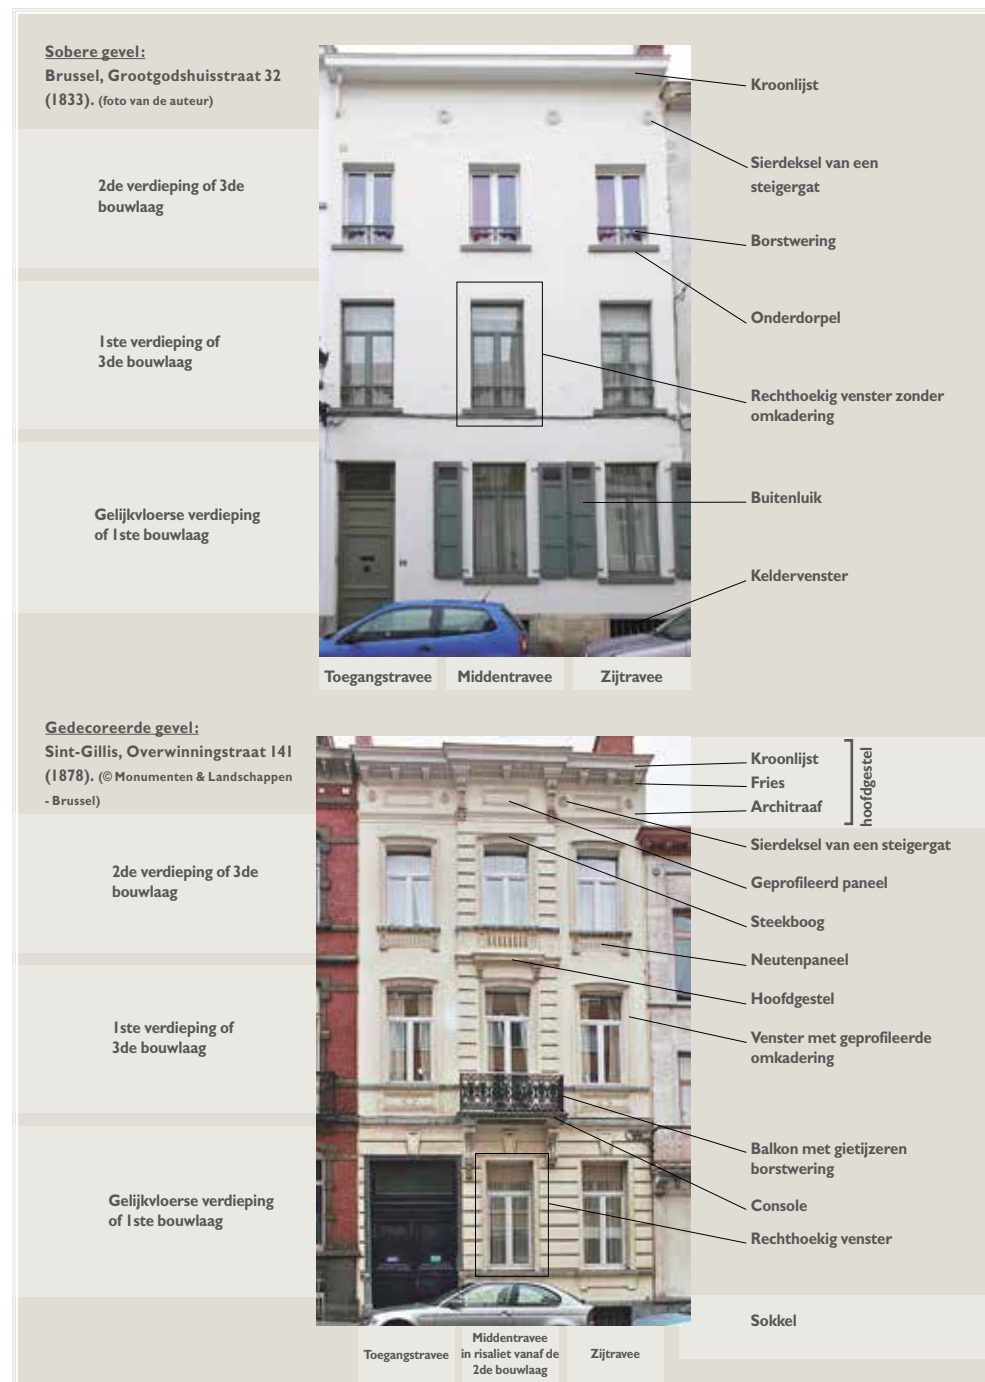 Sobere gevel:
Brussel, Grootgodshuisstraat 32
(1833). (foto van de auteur)
Kroonlijst
Sierdeksel van een
steigergat
2de verdieping of 3de
bouwlaag
Borstwering
Onderdorpel
1ste verdieping of
3de bouwlaag
Rechthoekig venster zonder
omkadering
Buitenluik
Gelijkvloerse verdieping
of 1ste bouwlaag
Keldervenster
Toegangstravee
Middentravee
Zijtravee
Gedecoreerde gevel:
Sint-Gillis, Overwinningstraat 141
(1878). (© Monumenten & Landschappen
- Brussel)
Kroonlijst
Fries
Architraaf
hoofdgestel
Sierdeksel van een steigergat
2de verdieping of 3de
bouwlaag
Geprofileerd paneel
Steekboog
Neutenpaneel
Hoofdgestel
1ste verdieping of
3de bouwlaag
Venster met geprofileerde
omkadering
Balkon met gietijzeren
borstwering
Gelijkvloerse verdieping
of 1ste bouwlaag
Console
Rechthoekig venster
Sokkel
Toegangstravee
Middentravee
in risaliet vanaf de
2de bouwlaag
Zijtravee